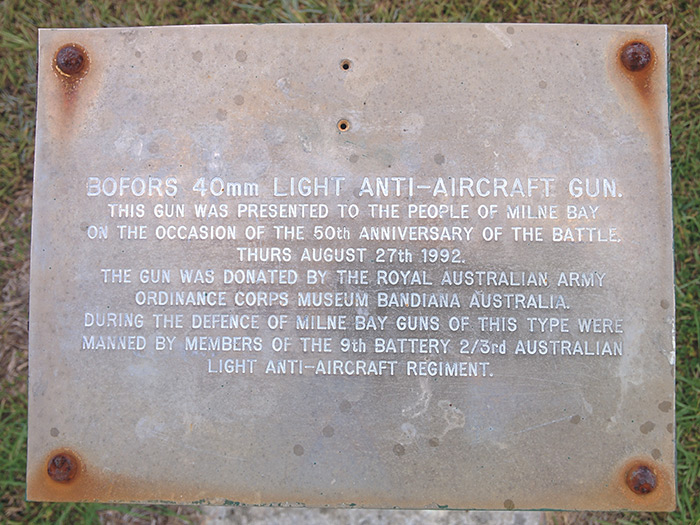 BOFORS 40mm LIGHT ANTI-AIRCRAFT GUN.
THIS GUN WAS PRESENTED TO THE PEOPLE OF MILNE BAY
ON THE OCCASION OF THE 50th ANNIVERSARY OF THE BATTLE.
THURS AUGUST 27th 1992.
THE GUN WAS DONATED BY THE ROYAL AUSTRALIAN ARMY
ORDINANCE CORPS MUSEUM BANDIANA AUSTRALIA.
DURING THE DEFENCE OF MILNE BAY GUNS OF THIS TYPE WERE
MANNED BY MEMBERS OF THE 9th BATTERY 2/3rd AUSTRALIAN
LIGHT ANTI-AIRCRAFT REGIMENT.